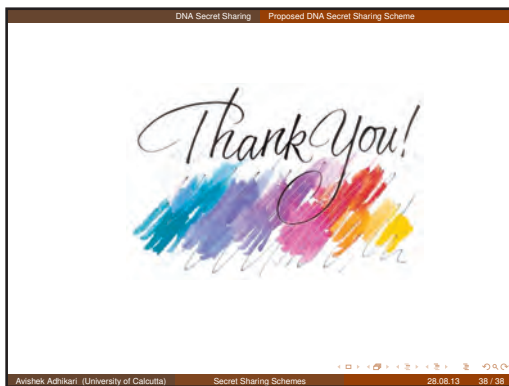 DNA Secret Sharing Proposed DNA Secret Sharing Scheme
Thank You!
Avishek Adhikari (University of Calcutta) Secret Sharing Schemes 28.08.13 38 / 38